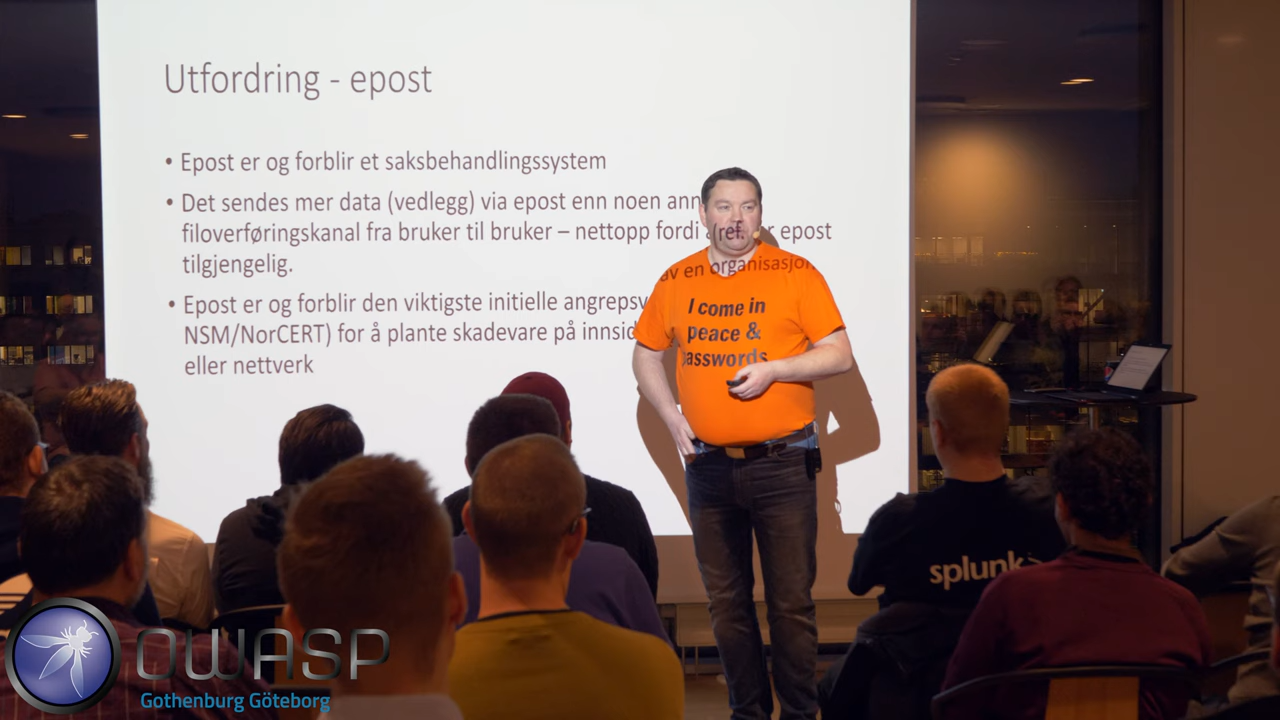 Utfordring - epost
• Epost er og forblir et saksbehandlingssystem
• Det sendes mer data (vedlegg) via epost enn noen
filoverføringskanal fra bruker til bruker – nettopp fordi epost
tilgjengelig.
av en organisasjon
• Epost er og forblir den viktigste initielle
NSM/NorCERT) for å plante skadevare på
eller nettverk
I come in
peace &
passwords
splunk>
OWASP
Gothenburg Göteborg